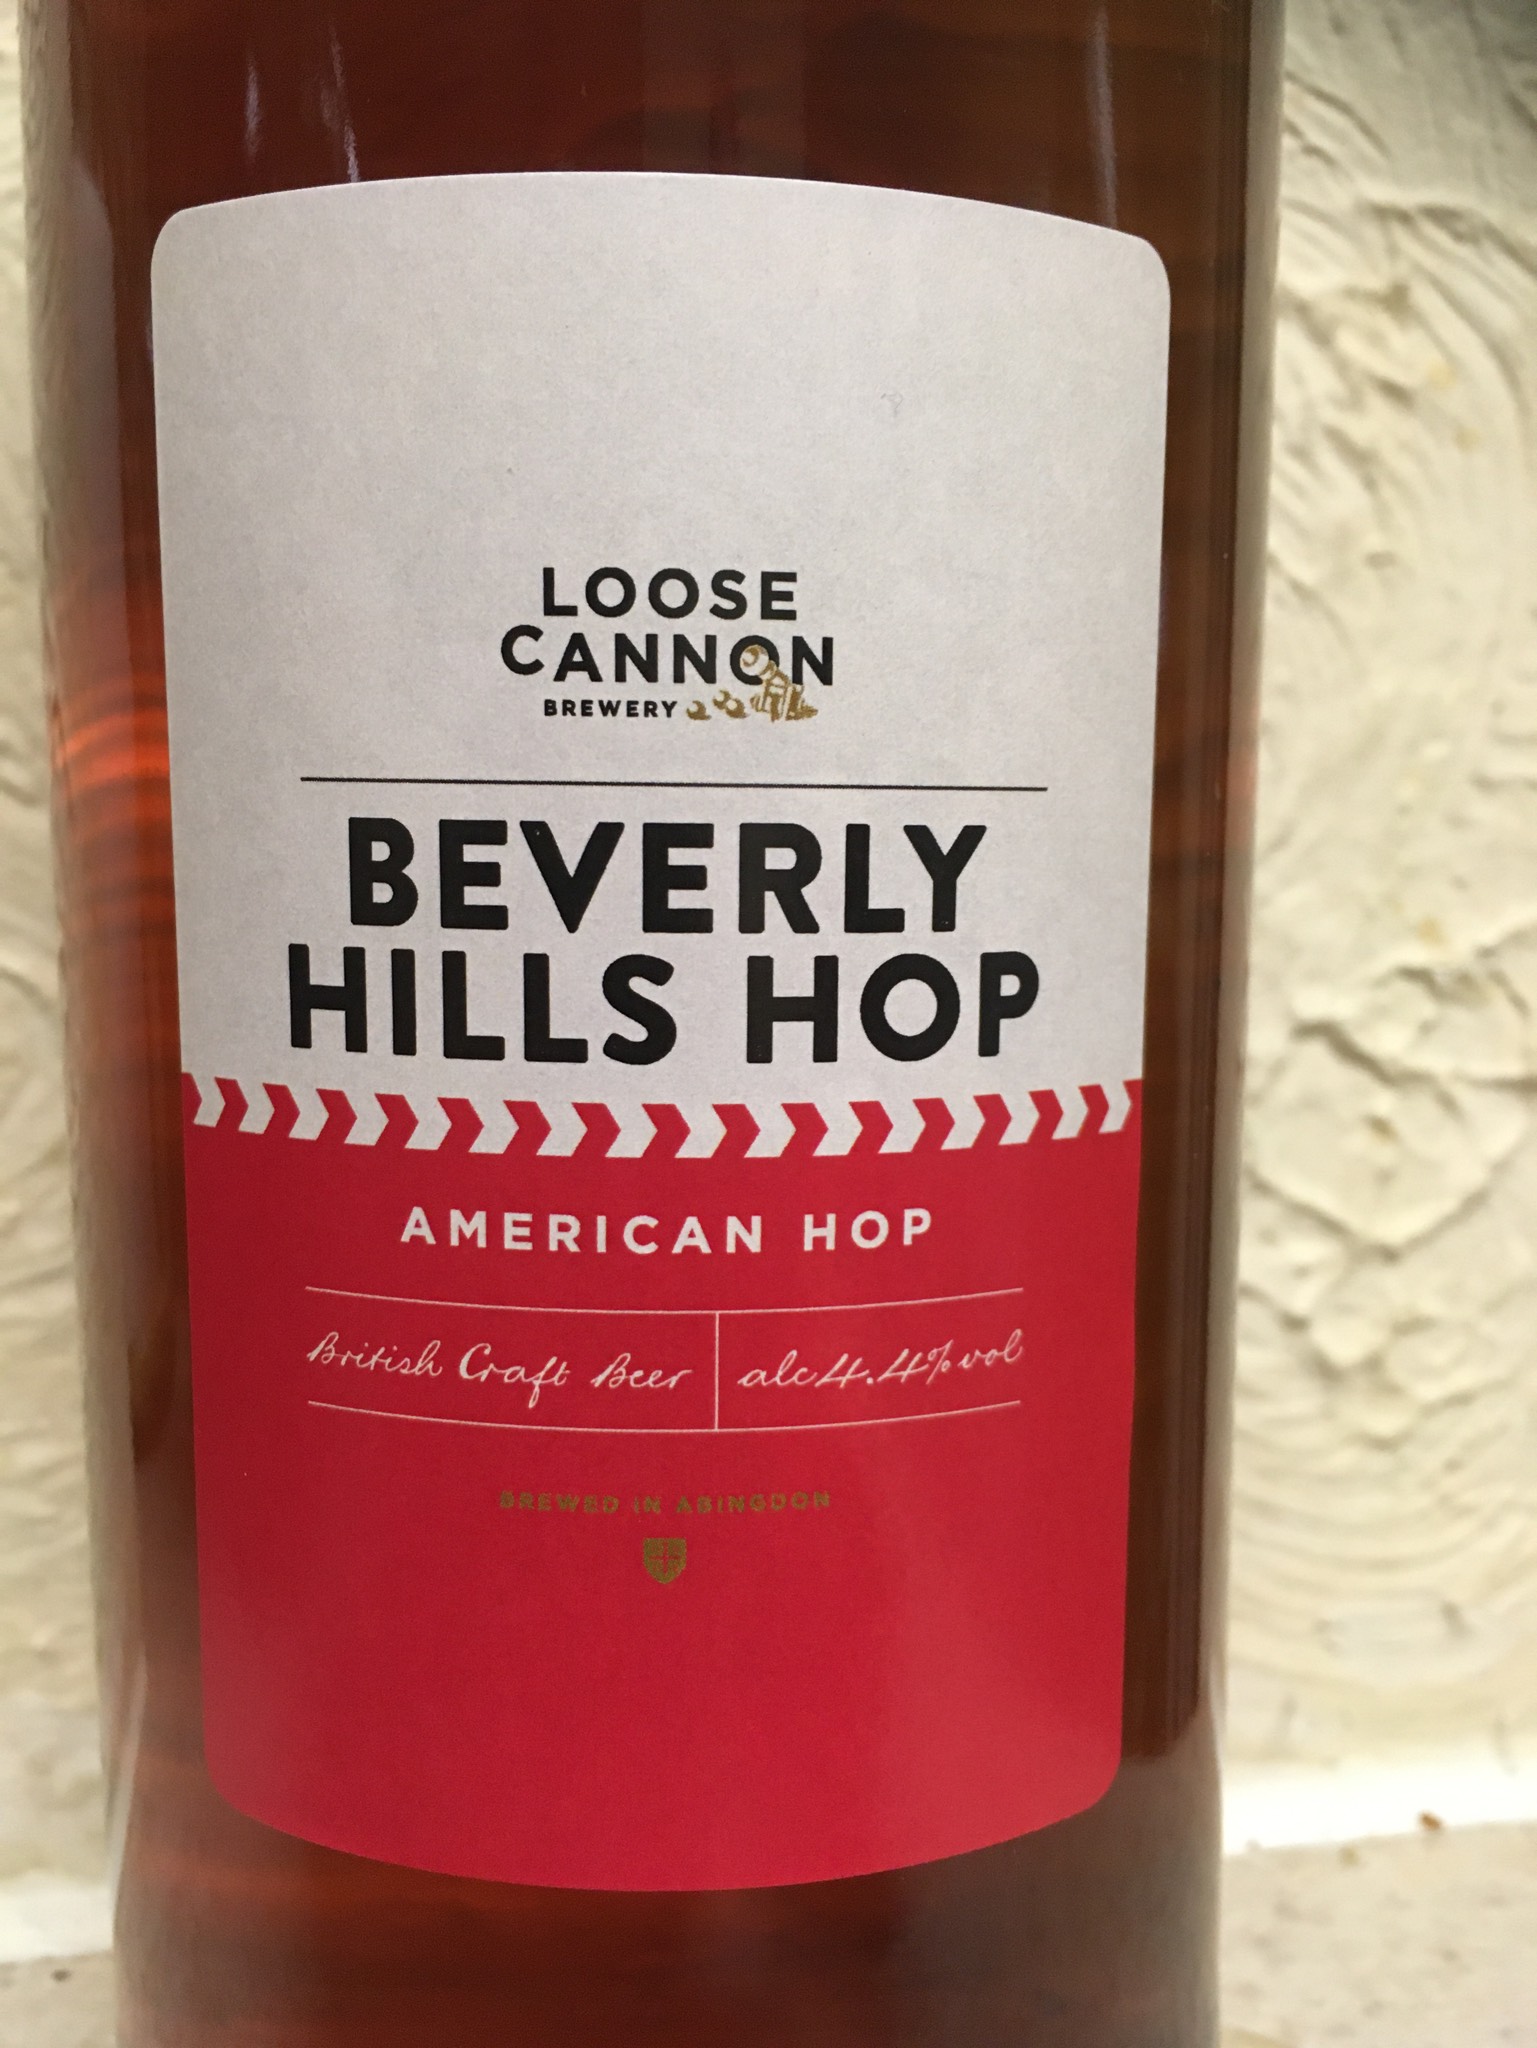 LOOSE
CANNON
BREWERY
BEVERLY
HILLS HOP
AMERICAN HOP
British Craft Beer
alc 4.4% vol
BREWED IN ABINGDON